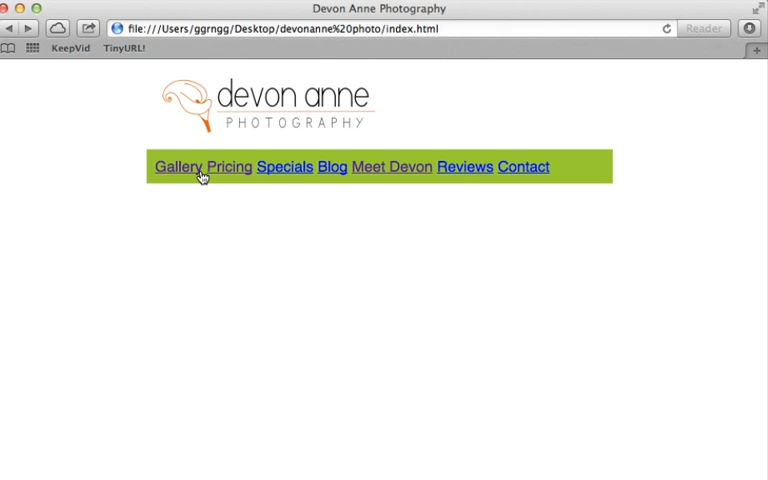 Devon Anne Photography
file:///Users/ggrngg/Desktop/devonanne%20photo/index.html
Reader
KeepVid TinyURL!
devon anne
PHOTOGRAPHY
Gallery Pricing Specials Blog Meet Devon Reviews Contact